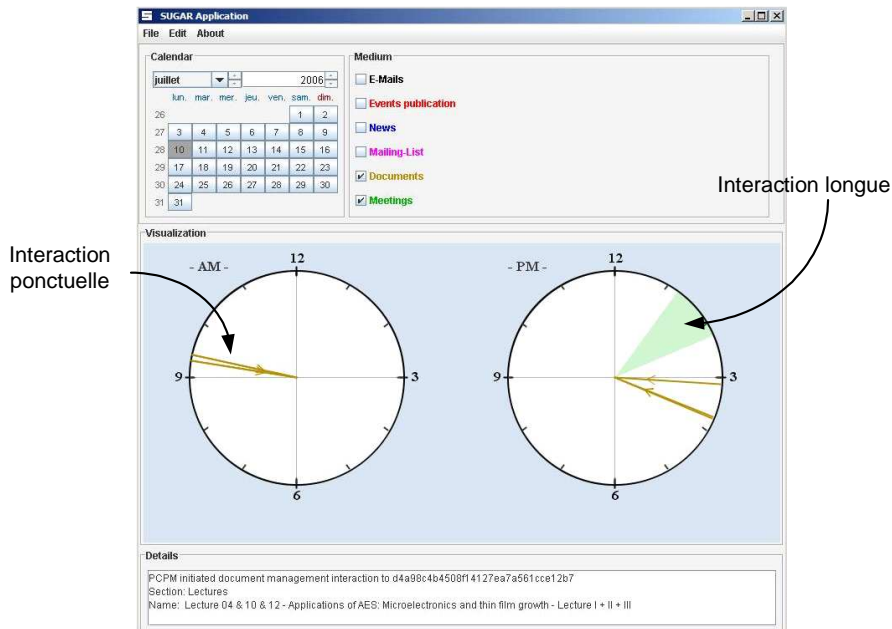 SUGAR Application
File Edit About
Calendar
juillet 2006
lun. mar. mer. jeu. ven. sam. dim.
26 1 2
27 3 4 5 6 7 8 9
28 10 11 12 13 14 15 16
29 17 18 19 20 21 22 23
30 24 25 26 27 28 29 30
31 31
Medium
E-Mails
Events publication
News
Mailing-List
Documents
Meetings
Interaction longue
Interaction
ponctuelle
Visualization
- AM -
12
9
3
6
- PM -
12
9
3
6
Details
PCPM initiated document management interaction to d4a98c4b4508f14127ea7a561cce12b7
Section: Lectures
Name: Lecture 04 & 10 & 12 - Applications of AES: Microelectronics and thin film growth - Lecture I + II + III